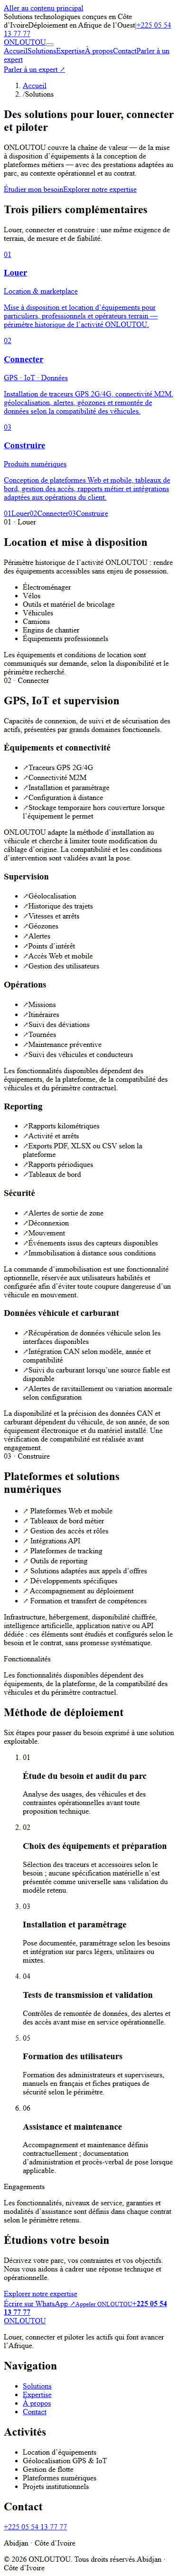 Aller au contenu principal
Solutions technologiques conçues en Côte
d'IvoireDéploiement en Afrique de l'Ouest+225 05 54
13 77 77
ONLOUTOU
AccueilSolutionsExpertiseÀ proposContactParler à un
expert
Parler à un expert ↗
1. Accueil
2. /Solutions
Des solutions pour louer, connecter
et piloter
ONLOUTOU couvre la chaîne de valeur — de la mise
à disposition d'équipements à la conception de
plateformes métiers — avec des prestations adaptées au
parc, au contexte opérationnel et au contrat.
Étudier mon besoinExplorer notre expertise
Trois piliers complémentaires
Louer, connecter et construire : une même exigence de
terrain, de mesure et de fiabilité.
01
Louer
Location & marketplace
Mise à disposition et location d'équipements pour
particuliers, professionnels et opérateurs terrain —
périmètre historique de l'activité ONLOUTOU.
02
Connecter
GPS · IoT · Données
Installation de traceurs GPS 2G/4G, connectivité M2M,
géolocalisation, alertes, géozones et remontée de
données selon la compatibilité des véhicules.
03
Construire
Produits numériques
Conception de plateformes Web et mobile, tableaux de
bord, gestion des accès, rapports métier et intégrations
adaptées aux opérations du client.
01Louer02Connecter03Construire
01 · Louer
Location et mise à disposition
Périmètre historique de l'activité ONLOUTOU : rendre
des équipements accessibles sans enjeu de possession.
• Électroménager
• Vélos
• Outils et matériel de bricolage
• Véhicules
• Camions
• Engins de chantier
• Équipements professionnels
Les équipements et conditions de location sont
communiqués sur demande, selon la disponibilité et le
périmètre recherché.
02 · Connecter
GPS, IoT et supervision
Capacités de connexion, de suivi et de sécurisation des
actifs, présentées par grands domaines fonctionnels.
Équipements et connectivité
• ↗Traceurs GPS 2G/4G
• ↗Connectivité M2M
• ↗Installation et paramétrage
• ↗Configuration à distance
• ↗Stockage temporaire hors couverture lorsque
l'équipement le permet
ONLOUTOU adapte la méthode d'installation au
véhicule et cherche à limiter toute modification du
câblage d'origine. La compatibilité et les conditions
d'intervention sont validées avant la pose.
Supervision
• ↗Géolocalisation
• ↗Historique des trajets
• ↗Vitesses et arrêts
• ↗Géozones
• ↗Alertes
• ↗Points d'intérêt
• ↗Accès Web et mobile
• ↗Gestion des utilisateurs
Opérations
• ↗Missions
• ↗Itinéraires
• ↗Suivi des déviations
• ↗Tournées
• ↗Maintenance préventive
• ↗Suivi des véhicules et conducteurs
Les fonctionnalités disponibles dépendent des
équipements, de la plateforme, de la compatibilité des
véhicules et du périmètre contractuel.
Reporting
• ↗Rapports kilométriques
• ↗Activité et arrêts
• ↗Exports PDF, XLSX ou CSV selon la
plateforme
• ↗Rapports périodiques
• ↗Tableaux de bord
Sécurité
• ↗Alertes de sortie de zone
• ↗Déconnexion
• ↗Mouvement
• ↗Événements issus des capteurs disponibles
• ↗Immobilisation à distance sous conditions
La commande d'immobilisation est une fonctionnalité
optionnelle, réservée aux utilisateurs habilités et
configurée afin d'éviter toute coupure dangereuse d'un
véhicule en mouvement.
Données véhicule et carburant
• ↗Récupération de données véhicule selon les
interfaces disponibles
• ↗Intégration CAN selon modèle, année et
compatibilité
• ↗Suivi du carburant lorsqu'une source fiable est
disponible
• ↗Alertes de ravitaillement ou variation anormale
selon configuration
La disponibilité et la précision des données CAN et
carburant dépendent du véhicule, de son année, de son
équipement électronique et du matériel installé. Une
vérification de compatibilité est réalisée avant
engagement.
03 · Construire
Plateformes et solutions
numériques
• ↗ Plateformes Web et mobile
• ↗ Tableaux de bord métier
• ↗ Gestion des accès et rôles
• ↗ Intégrations API
• ↗ Plateformes de tracking
• ↗ Outils de reporting
• ↗ Solutions adaptées aux appels d'offres
• ↗ Développements spécifiques
• ↗ Accompagnement au déploiement
• ↗ Formation et transfert de compétences
Infrastructure, hébergement, disponibilité chiffrée,
intelligence artificielle, application native ou API
dédiée : ces éléments sont étudiés et configurés selon le
besoin et le contrat, sans promesse systématique.
Fonctionnalités
Les fonctionnalités disponibles dépendent des
équipements, de la plateforme, de la compatibilité des
véhicules et du périmètre contractuel.
Méthode de déploiement
Six étapes pour passer du besoin exprimé à une solution
exploitable.
1. 01
Étude du besoin et audit du parc
Analyse des usages, des véhicules et des
contraintes opérationnelles avant toute
proposition technique.
2. 02
Choix des équipements et préparation
Sélection des traceurs et accessoires selon le
besoin ; aucune spécification matérielle n'est
présentée comme universelle sans validation du
modèle retenu.
3. 03
Installation et paramétrage
Pose documentée, paramétrage selon les besoins
et intégration sur parcs légers, utilitaires ou
mixtes.
4. 04
Tests de transmission et validation
Contrôles de remontée de données, des alertes et
des accès avant mise en service opérationnelle.
5. 05
Formation des utilisateurs
Formation des administrateurs et superviseurs,
manuels en français et fiches pratiques de
sécurité selon le périmètre.
6. 06
Assistance et maintenance
Accompagnement et maintenance définis
contractuellement ; documentation
d'administration et procès-verbal de pose lorsque
applicable.
Engagements
Les fonctionnalités, niveaux de service, garanties et
modalités d'assistance sont définis dans chaque contrat
selon le périmètre retenu.
Étudions votre besoin
Décrivez votre parc, vos contraintes et vos objectifs.
Nous vous aidons à cadrer une réponse technique et
opérationnelle.
Explorer notre expertise
Écrire sur WhatsApp ↗Appeler ONLOUTOU+225 05 54
13 77 77
ONLOUTOU
Louer, connecter et piloter les actifs qui font avancer
l'Afrique.
Navigation
• Solutions
• Expertise
• À propos
• Contact
Activités
• Location d'équipements
• Géolocalisation GPS & IoT
• Gestion de flotte
• Plateformes numériques
• Projets institutionnels
Contact
+225 05 54 13 77 77
Abidjan · Côte d'Ivoire
© 2026 ONLOUTOU. Tous droits réservés.Abidjan ·
Côte d'Ivoire